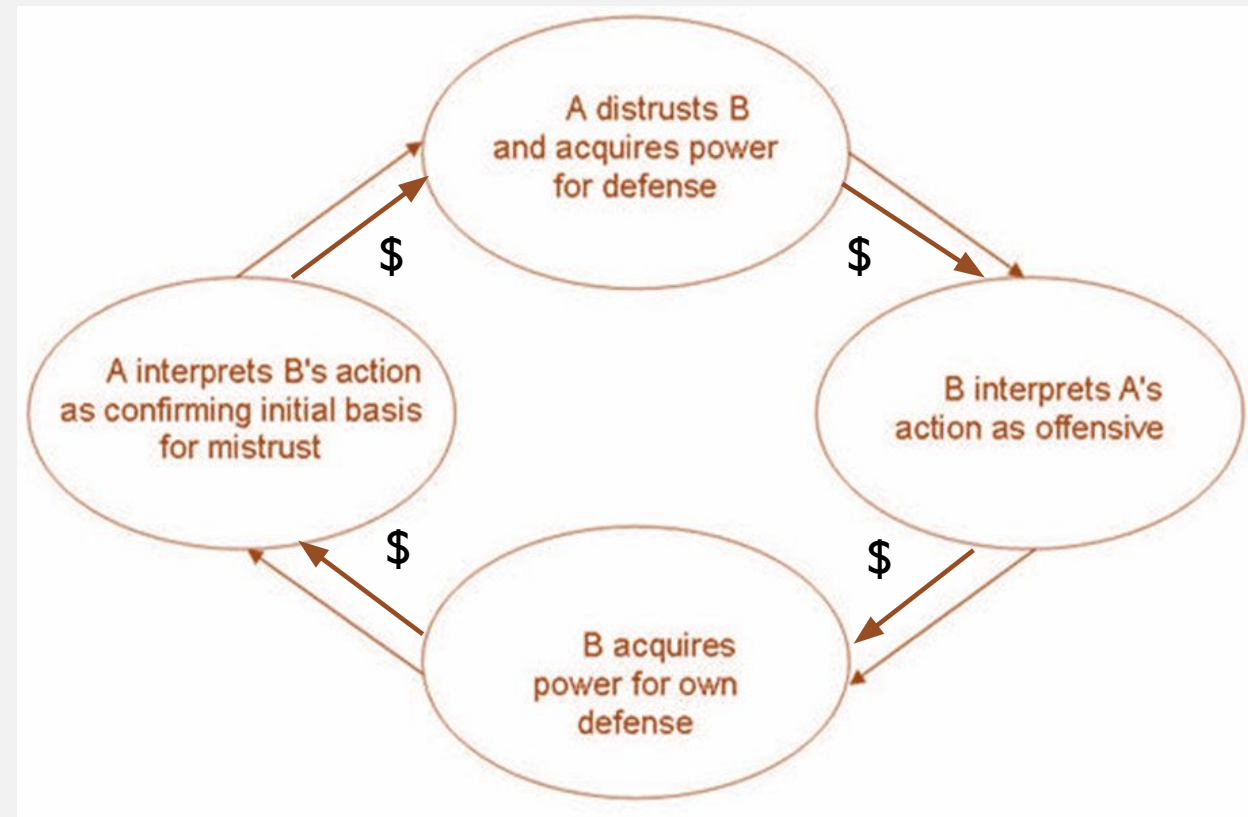 A distrusts B
and acquires power
for defense
$
$
A interprets B's action
as confirming initial basis
for mistrust
B interprets A's
action as offensive
$
$
B acquires
power for own
defense